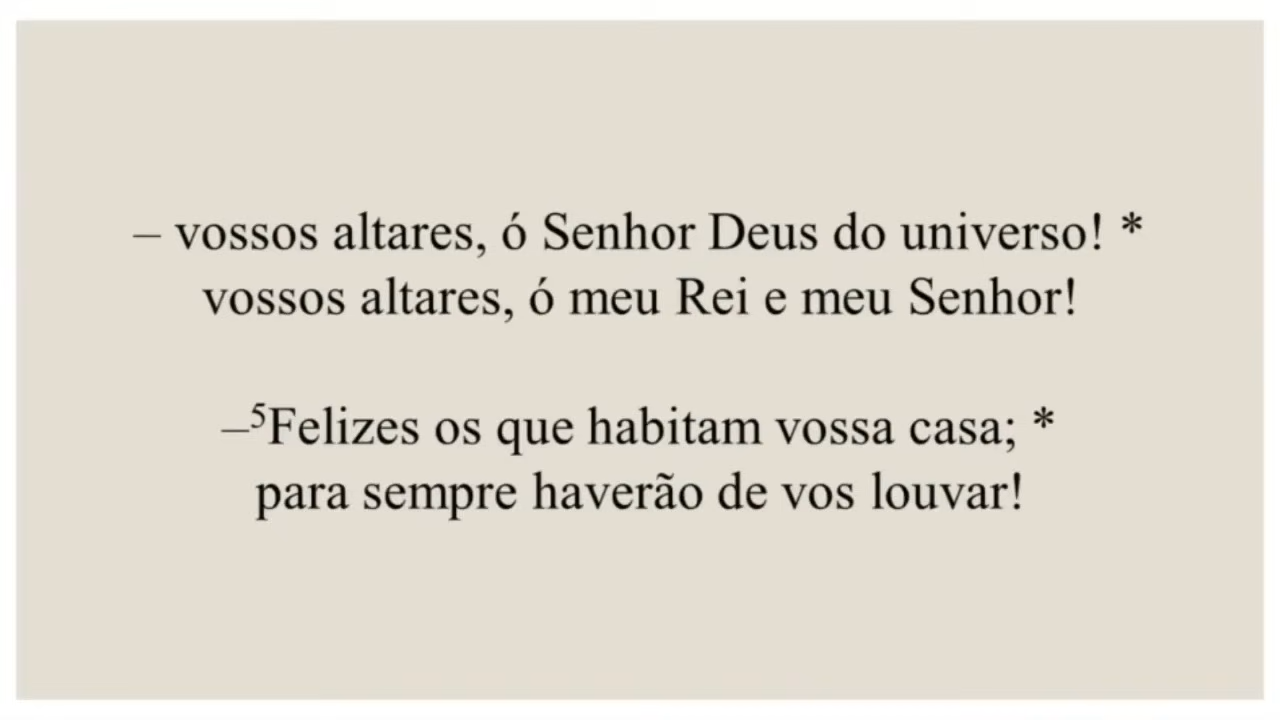 – vossos altares, ó Senhor Deus do universo! *
vossos altares, ó meu Rei e meu Senhor!
–⁵Felizes os que habitam vossa casa; *
para sempre haverão de vos louvar!